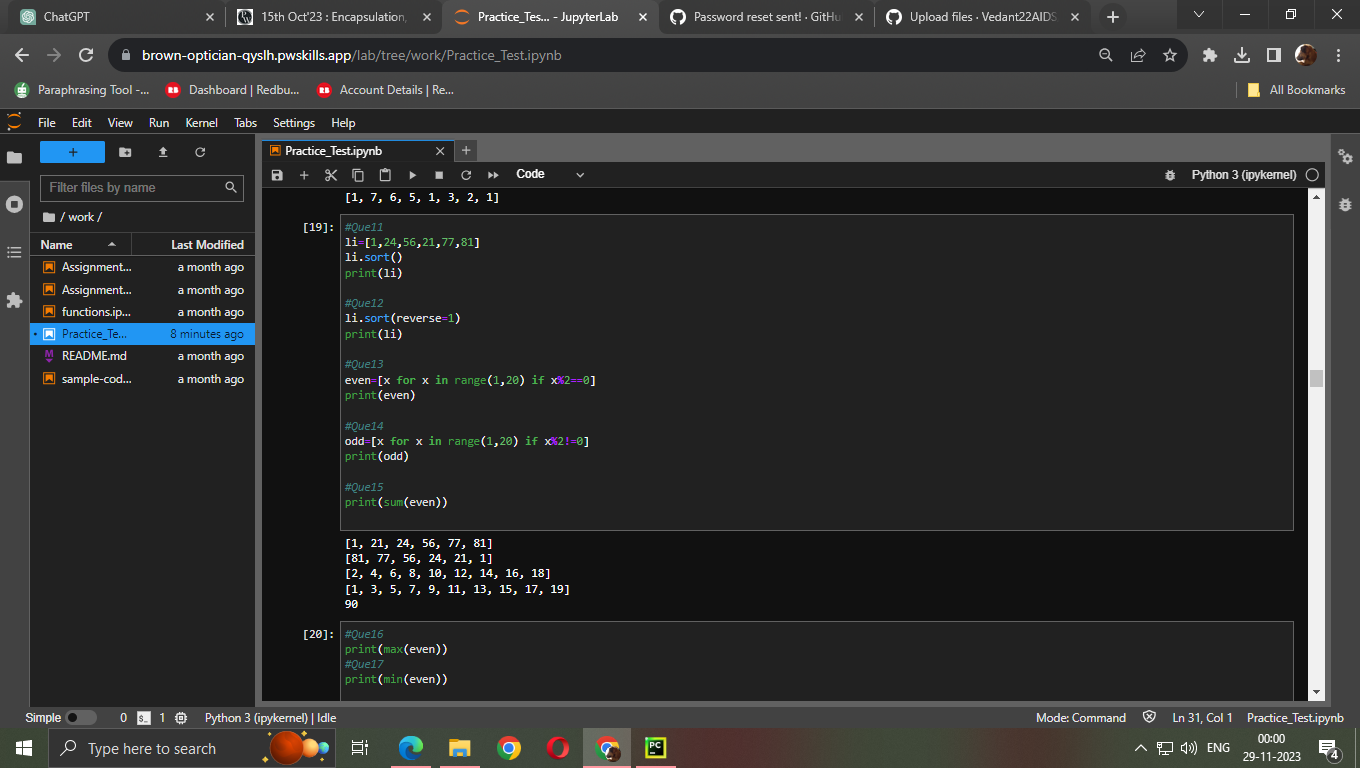 ChatGPT
15th Oct'23 : Encapsulation,
Practice_Tes... - JupyterLab
Password reset sent! · GitHu
Upload files · Vedant22AIDS
brown-optician-qyslh.pwskills.app/lab/tree/work/Practice_Test.ipynb
Paraphrasing Tool -...
Dashboard | Redbu...
Account Details | Re...
All Bookmarks
File Edit View Run Kernel Tabs Settings Help
Filter files by name
/ work /
Name Last Modified
Assignment... a month ago
Assignment... a month ago
functions.ip... a month ago
Practice_Te... 8 minutes ago
README.md a month ago
sample-cod... a month ago
Practice_Test.ipynb
Code
Python 3 (ipykernel)
[1, 7, 6, 5, 1, 3, 2, 1]
[19]:
#Que11
li=[1,24,56,21,77,81]
li.sort()
print(li)
#Que12
li.sort(reverse=1)
print(li)
#Que13
even=[x for x in range(1,20) if x%2==0]
print(even)
#Que14
odd=[x for x in range(1,20) if x%2!=0]
print(odd)
#Que15
print(sum(even))
[1, 21, 24, 56, 77, 81]
[81, 77, 56, 24, 21, 1]
[2, 4, 6, 8, 10, 12, 14, 16, 18]
[1, 3, 5, 7, 9, 11, 13, 15, 17, 19]
90
[20]:
#Que16
print(max(even))
#Que17
print(min(even))
Simple 0 1 Python 3 (ipykernel) | Idle
Mode: Command Ln 31, Col 1 Practice_Test.ipynb
Type here to search
ENG
00:00
29-11-2023
4